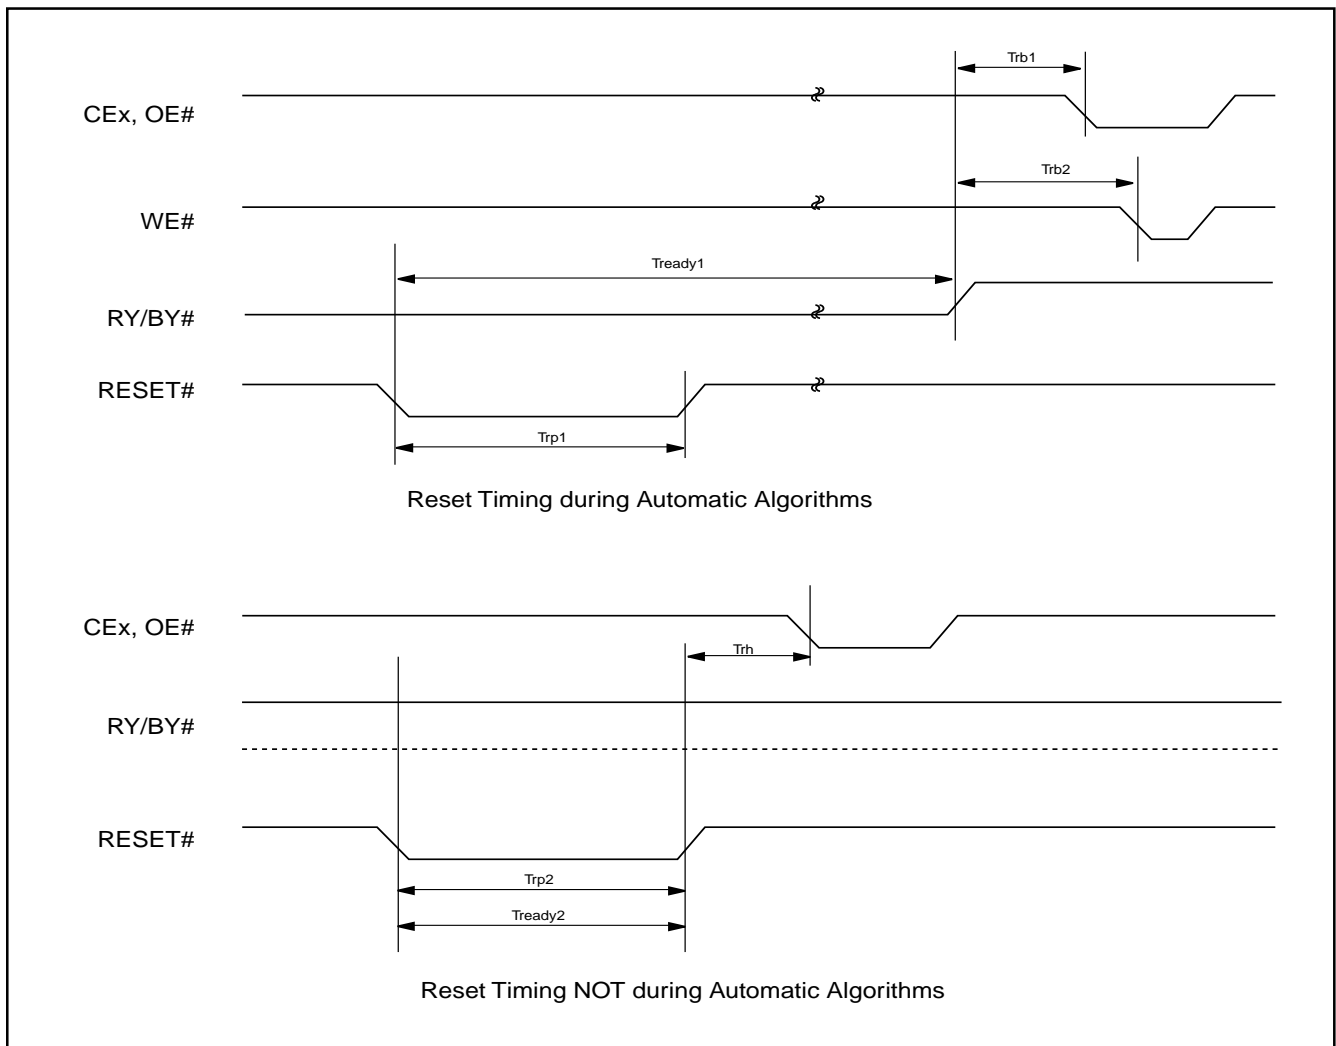 Trb1
CEx, OE#
Trb2
WE#
Tready1
RY/BY#
RESET#
Trp1
Reset Timing during Automatic Algorithms
CEx, OE#
Trh
RY/BY#
RESET#
Trp2
Tready2
Reset Timing NOT during Automatic Algorithms